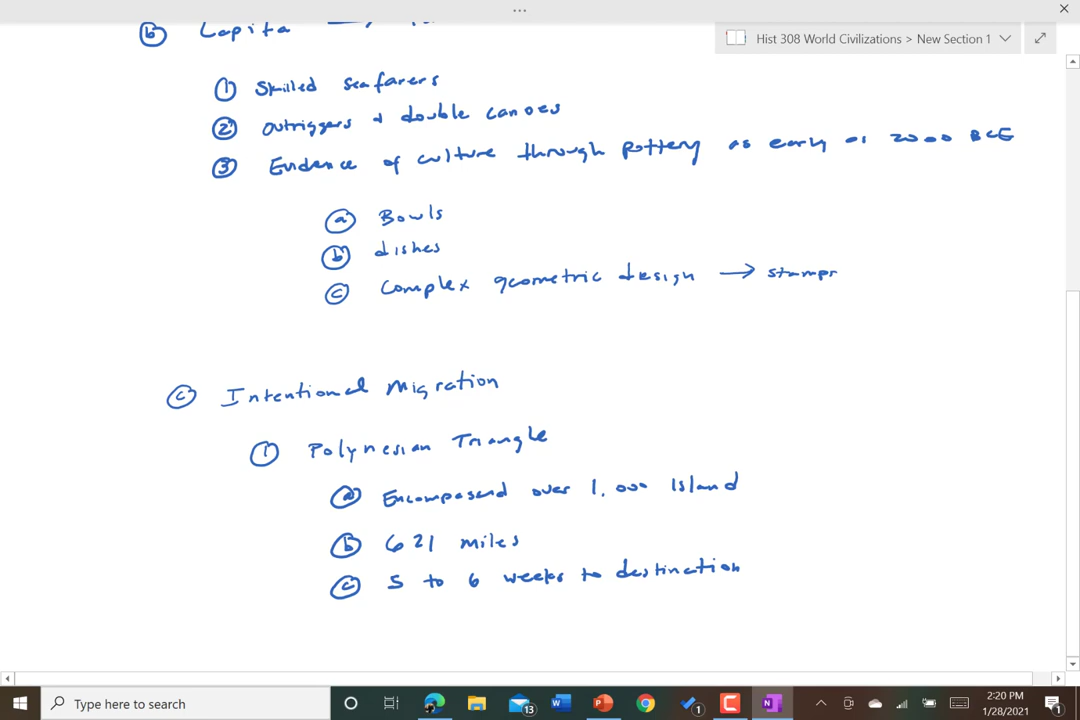 Hist 308 World Civilizations > New Section 1
b Lapita
1 Skilled Seafarers
2 outriggers + double canoes
3 Evidence of culture through pottery as early as 2000 BCE
a Bowls
b dishes
c complex geometric design → stamps
c Intentional Migration
1 Polynesian Triangle
a Encompassed over 1,000 Island
b 621 miles
c 5 to 6 weeks to destination
Type here to search
13
1
2:20 PM
1/28/2021
1